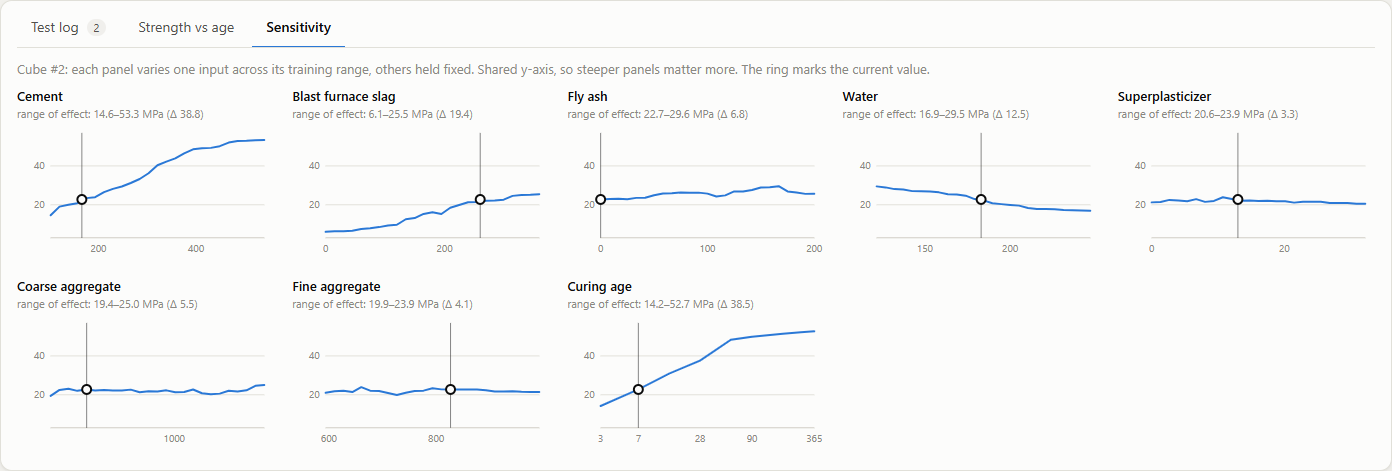 Test log 2 Strength vs age Sensitivity
Cube #2: each panel varies one input across its training range, others held fixed. Shared y-axis, so steeper panels matter more. The ring marks the current value.
Cement Blast furnace slag Fly ash Water Superplasticizer
range of effect: 14.6–53.3 MPa (Δ 38.8) range of effect: 6.1–25.5 MPa (Δ 19.4) range of effect: 22.7–29.6 MPa (Δ 6.8) range of effect: 16.9–29.5 MPa (Δ 12.5) range of effect: 20.6–23.9 MPa (Δ 3.3)
40 40 40 40 40
20 20 20 20 20
200 400 0 200 0 100 200 150 200 0 20
Coarse aggregate Fine aggregate Curing age
range of effect: 19.4–25.0 MPa (Δ 5.5) range of effect: 19.9–23.9 MPa (Δ 4.1) range of effect: 14.2–52.7 MPa (Δ 38.5)
40 40 40
20 20 20
1000 600 800 3 7 28 90 365